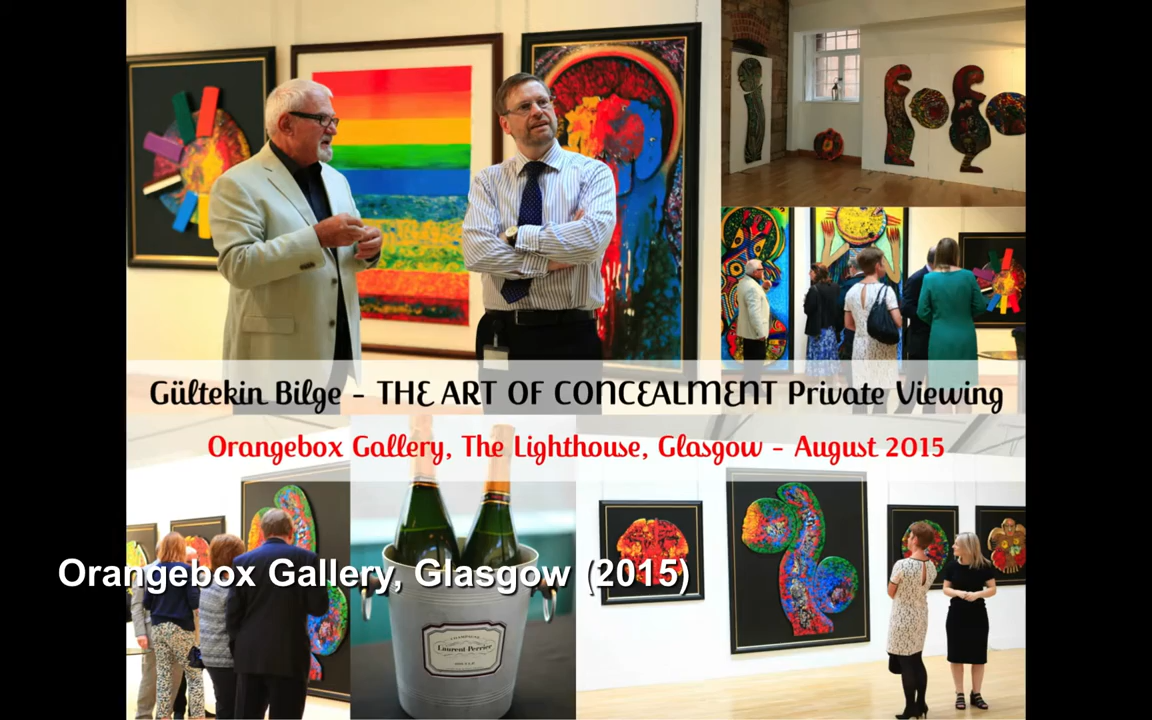 Gültekin Bilge - THE ART OF CONCEALMENT Private Viewing
Orangebox Gallery, The Lighthouse, Glasgow - August 2015
Orangebox Gallery, Glasgow (2015)
CHAMPAGNE
Laurent-Perrier